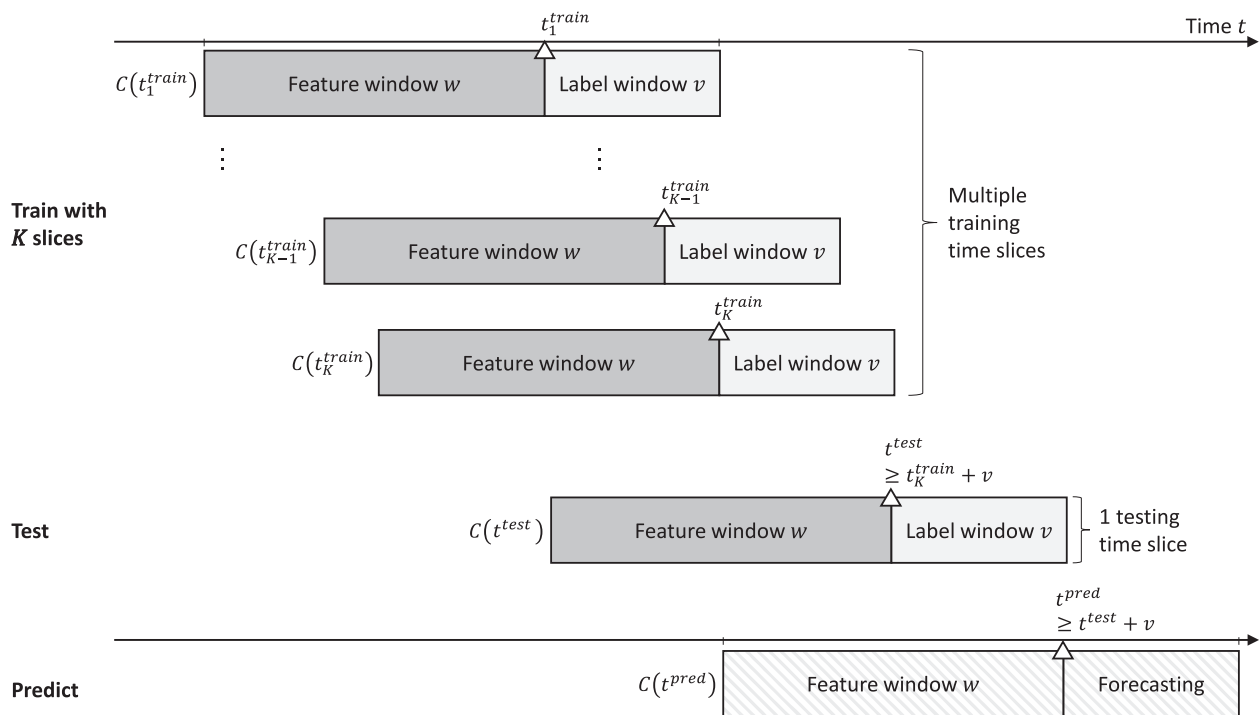 t_1^{train}
Time t
C(t_1^{train})
Feature window w
Label window v
⋮ ⋮
t_{K-1}^{train}
Train with
K slices
Multiple
training
time slices
C(t_{K-1}^{train})
Feature window w
Label window v
t_K^{train}
C(t_K^{train})
Feature window w
Label window v
t^{test}
≥ t_K^{train} + v
Test
C(t^{test})
Feature window w
Label window v
1 testing
time slice
t^{pred}
≥ t^{test} + v
Predict
C(t^{pred})
Feature window w
Forecasting